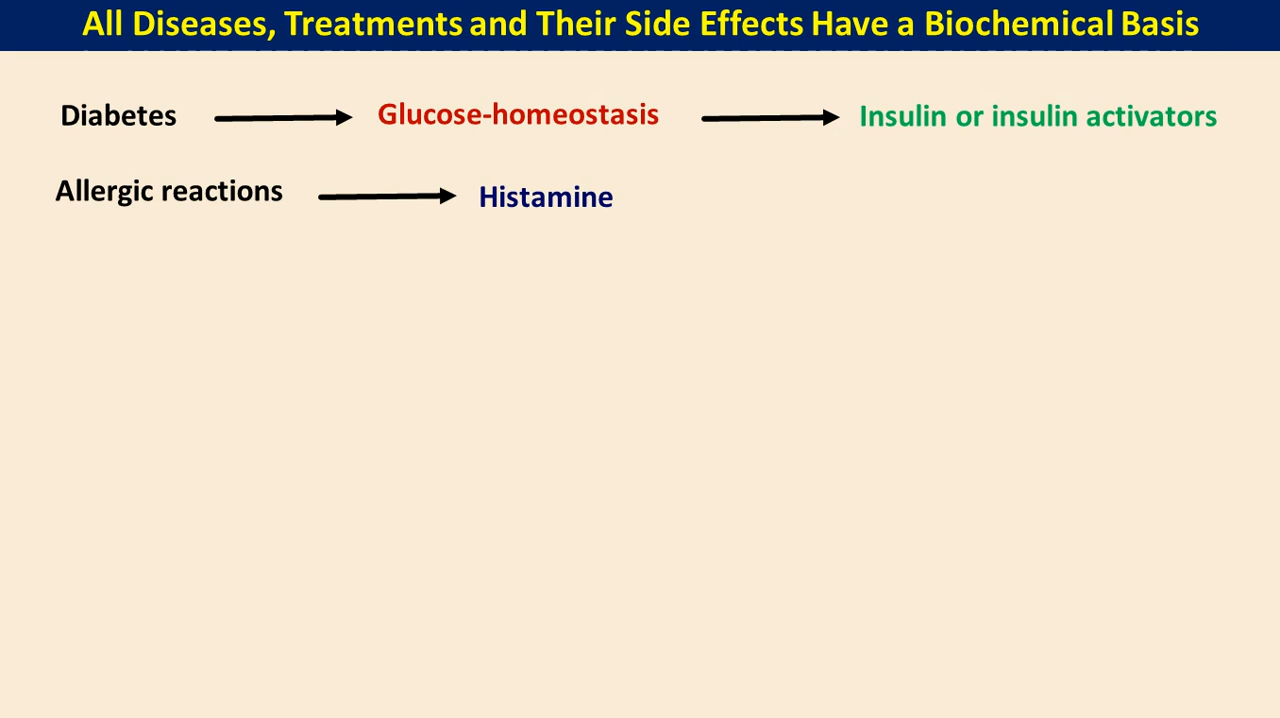 All Diseases, Treatments and Their Side Effects Have a Biochemical Basis
Diabetes Glucose-homeostasis Insulin or insulin activators
Allergic reactions Histamine